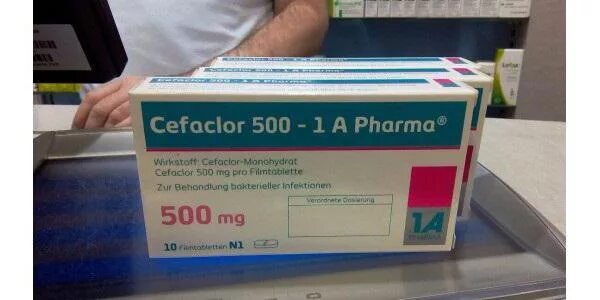 Cefaclor 500 - 1 A Pharma®
Cefaclor 500 - 1 A Pharma®
Cefaclor 500 - 1 A Pharma®
Wirkstoff: Cefaclor-Monohydrat
Cefaclor 500 mg pro Filmtablette
Zur Behandlung bakterieller Infektionen
Verordnete Dosierung
500 mg
10 Filmtabletten N1
1A
PHARMA